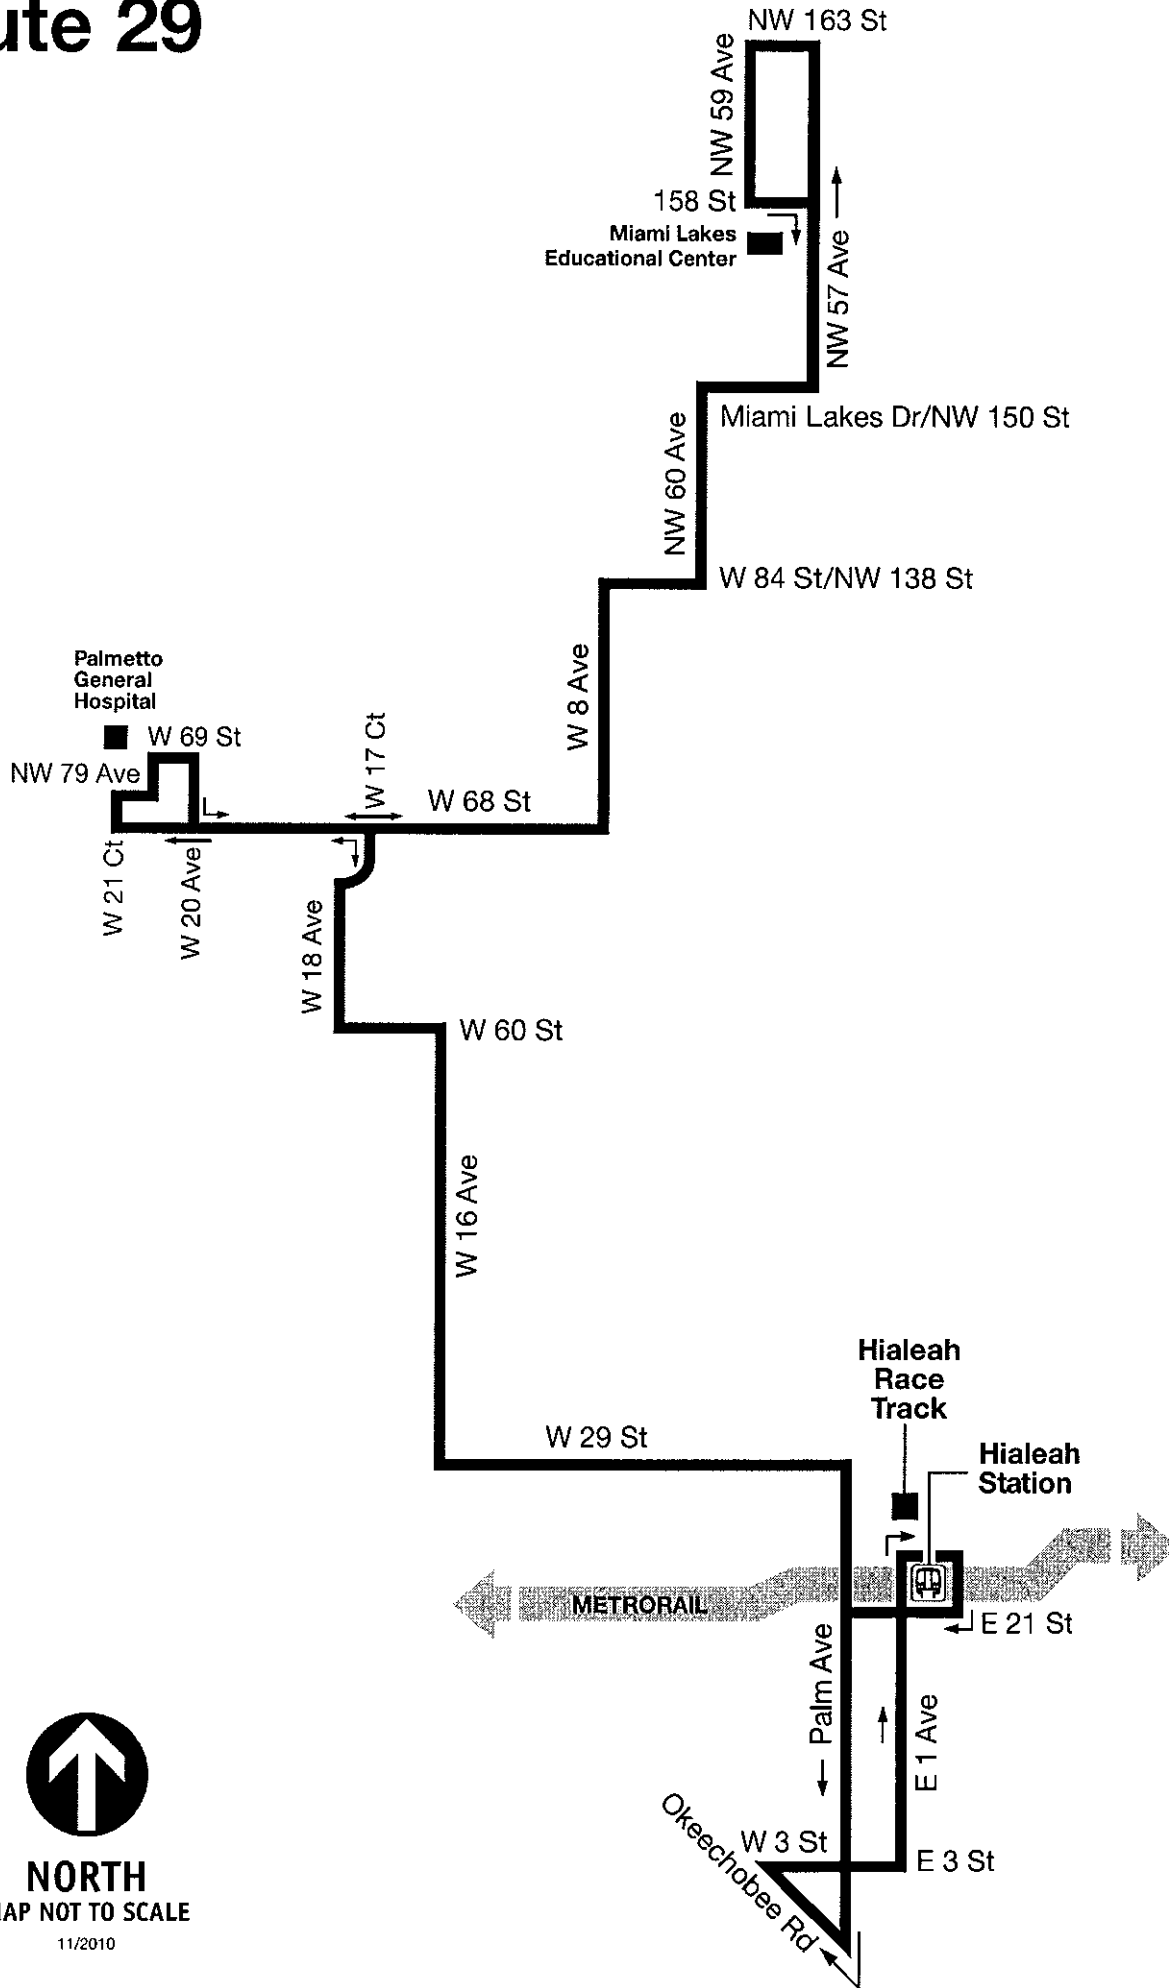 ute 29
NW 163 St
NW 59 Ave
158 St
Miami Lakes
Educational Center
NW 57 Ave
Miami Lakes Dr/NW 150 St
NW 60 Ave
W 84 St/NW 138 St
W 8 Ave
Palmetto
General
Hospital
W 69 St
NW 79 Ave
W 17 Ct
W 68 St
W 21 Ct
W 20 Ave
W 18 Ave
W 60 St
W 16 Ave
W 29 St
Hialeah
Race
Track
Hialeah
Station
METRORAIL
E 21 St
Palm Ave
E 1 Ave
Okeechobee Rd
W 3 St
E 3 St
NORTH
MAP NOT TO SCALE
11/2010